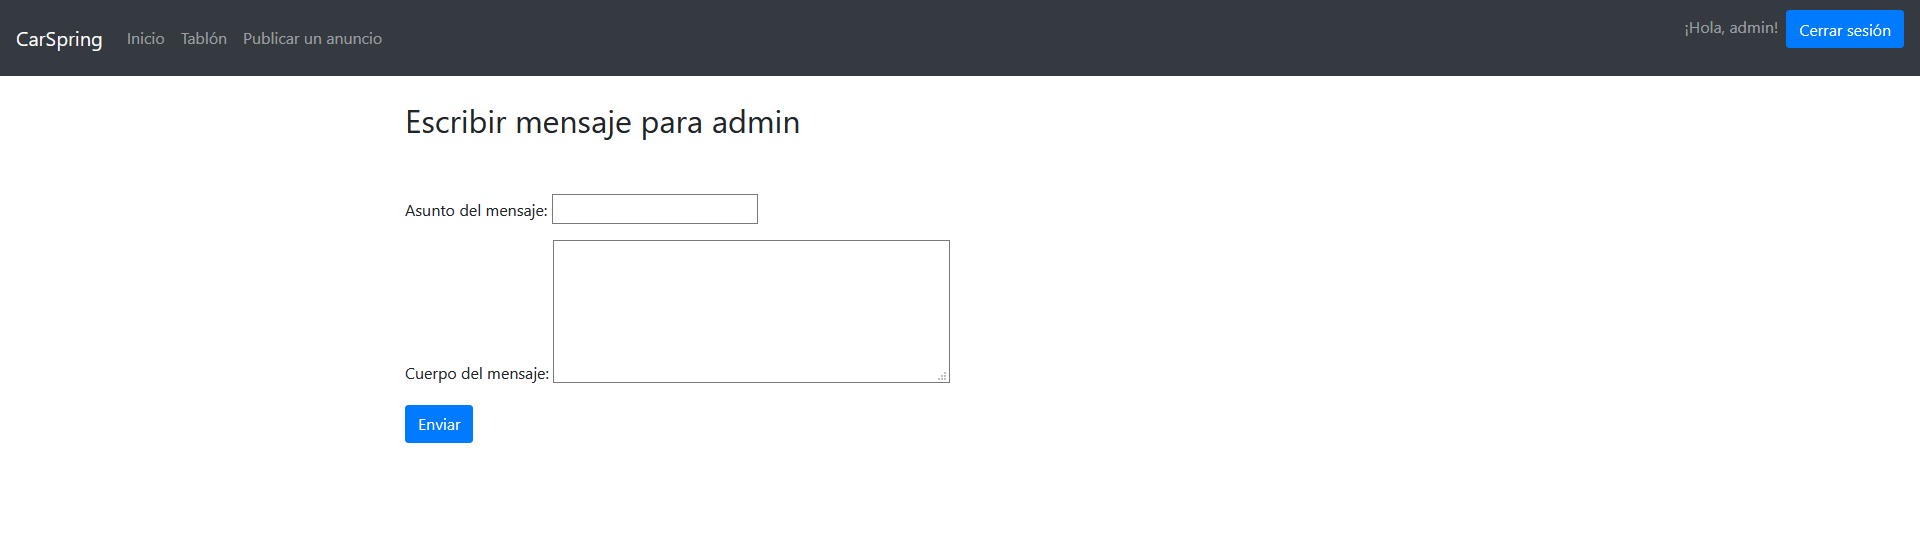 CarSpring Inicio Tablón Publicar un anuncio ¡Hola, admin! Cerrar sesión
Escribir mensaje para admin
Asunto del mensaje:
Cuerpo del mensaje:
Enviar